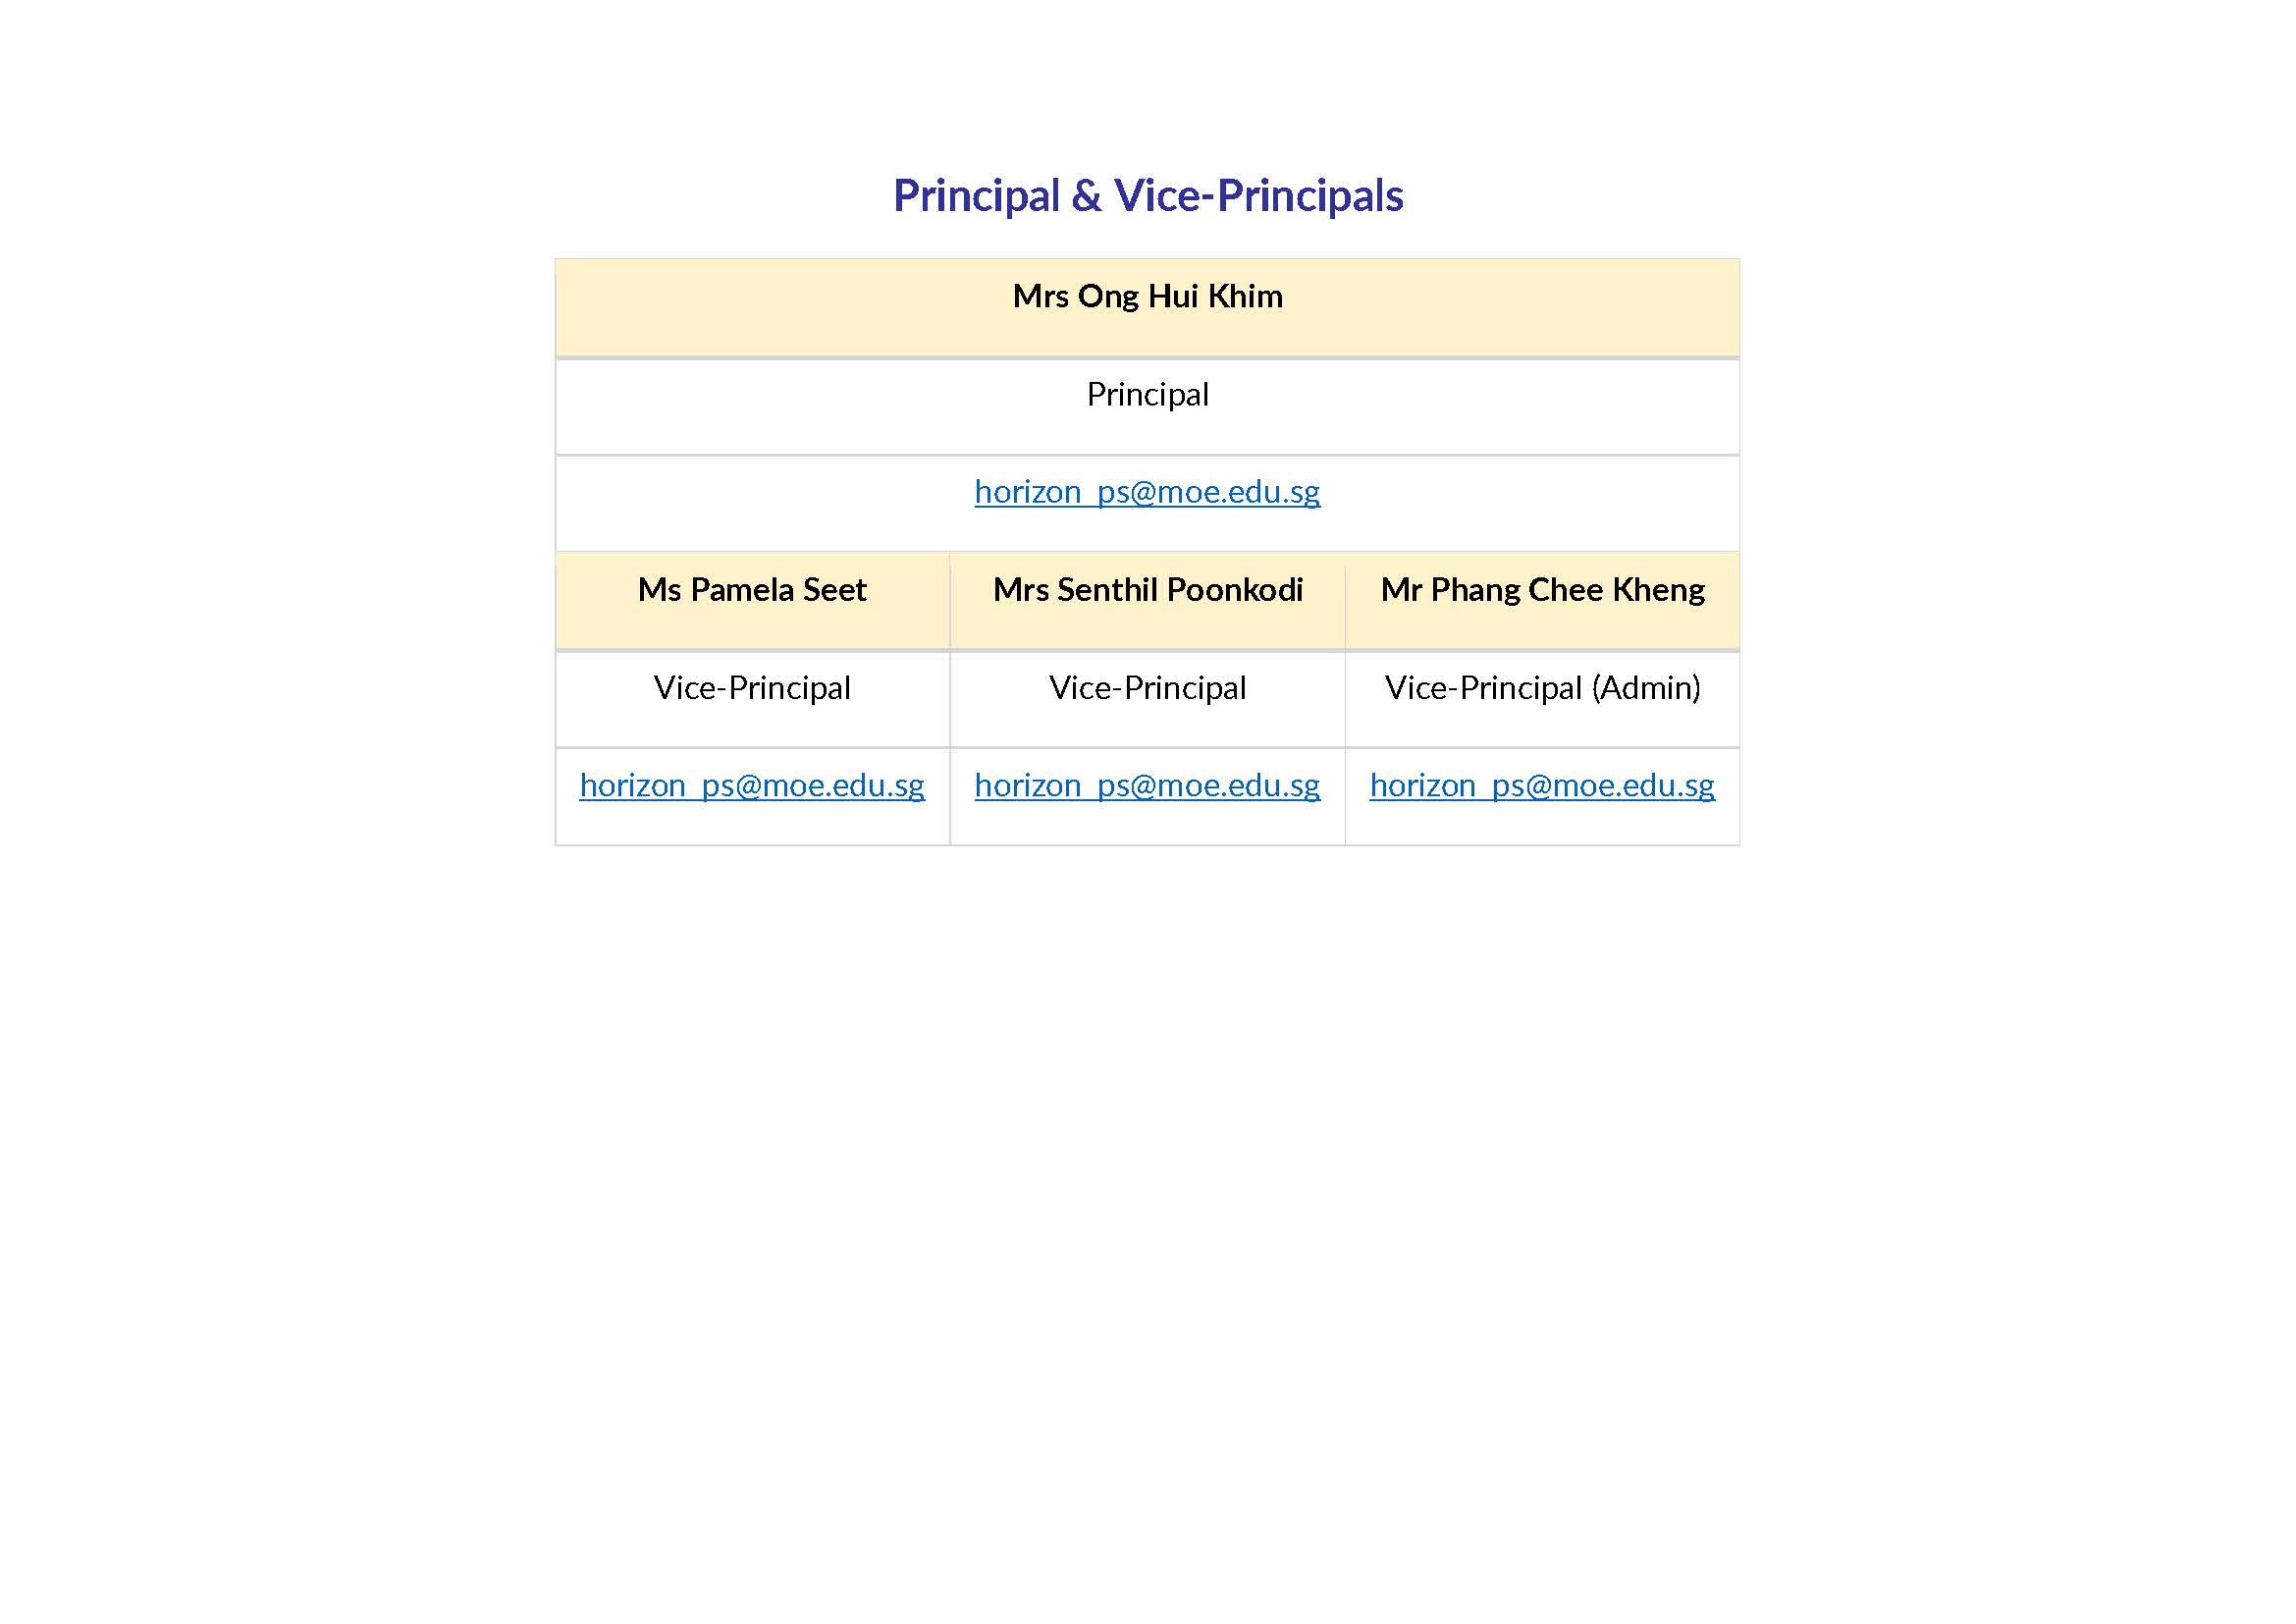 Principal & Vice-Principals
Mrs Ong Hui Khim
Principal
horizon_ps@moe.edu.sg
Ms Pamela Seet Mrs Senthil Poonkodi Mr Phang Chee Kheng
Vice-Principal Vice-Principal Vice-Principal (Admin)
horizon_ps@moe.edu.sg horizon_ps@moe.edu.sg horizon_ps@moe.edu.sg